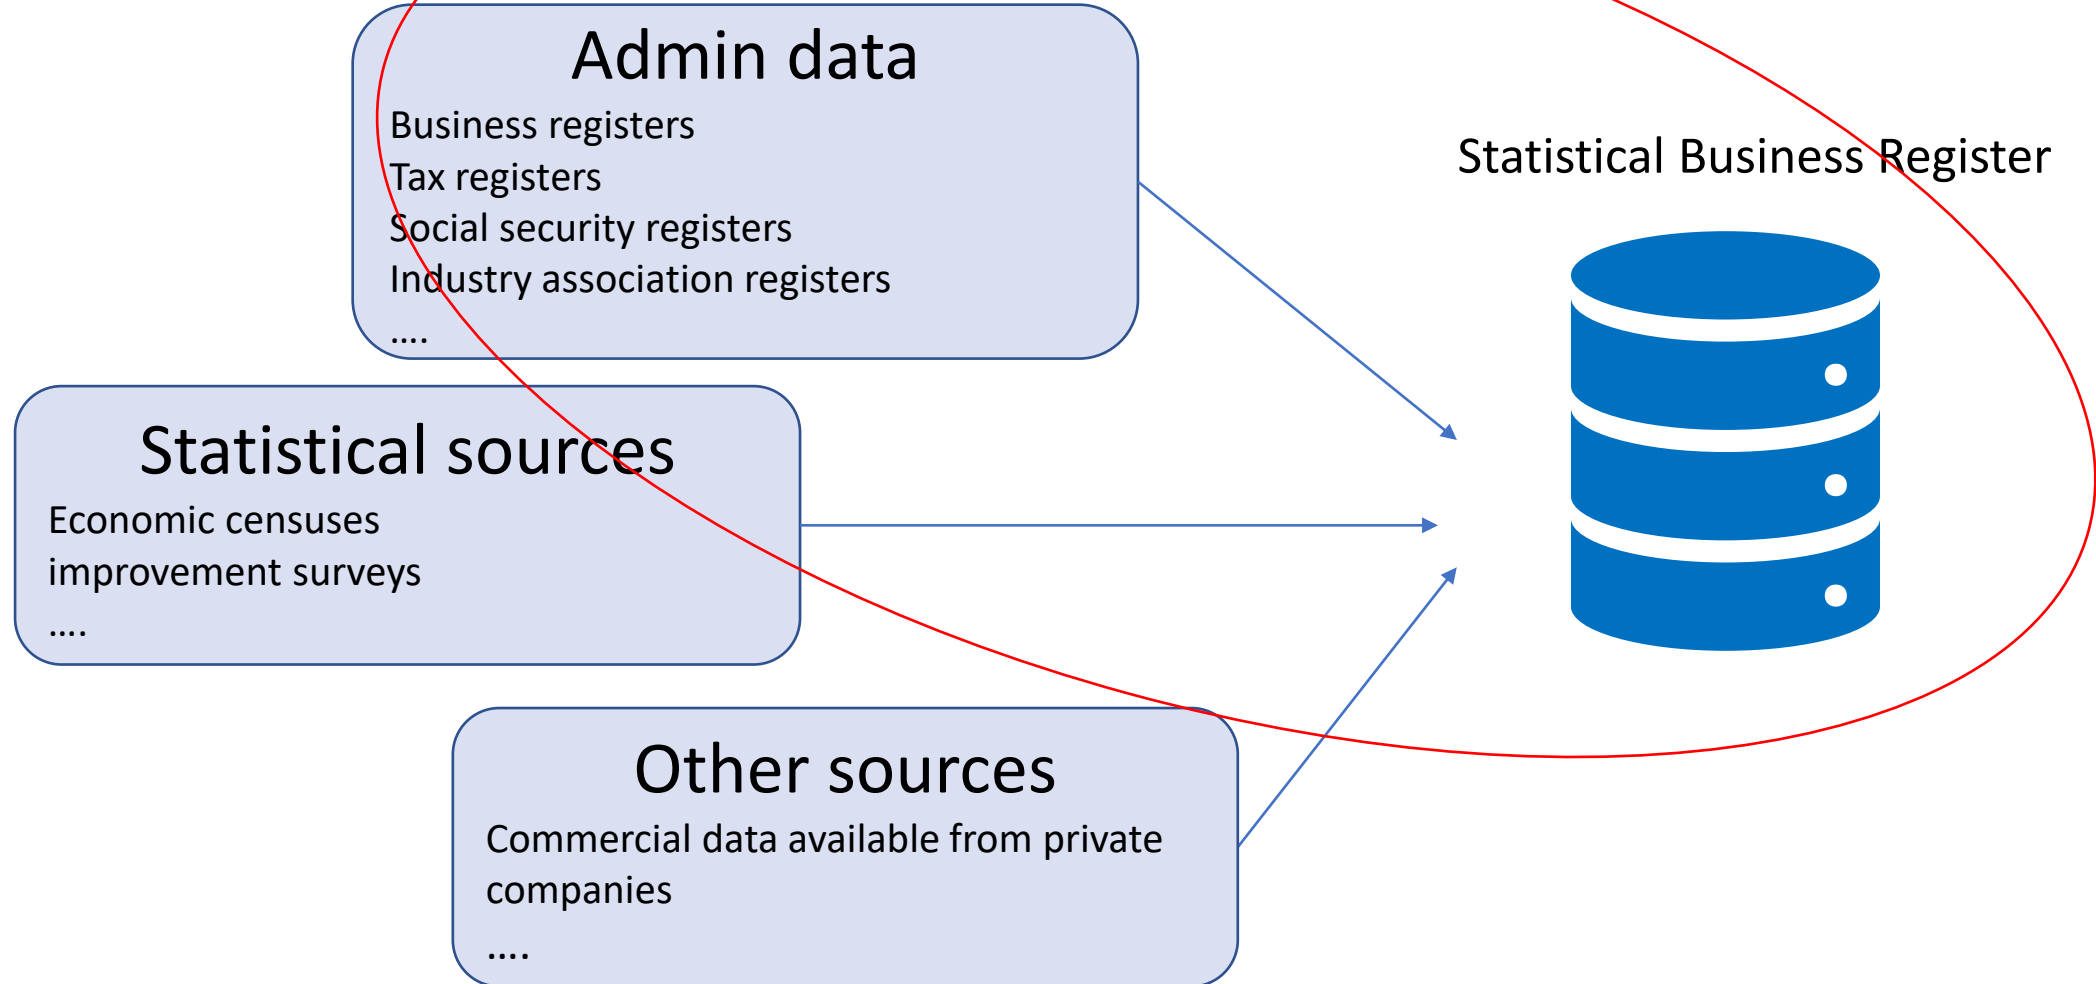 Admin data
Business registers
Tax registers
Social security registers
Industry association registers
....
Statistical Business Register
Statistical sources
Economic censuses
improvement surveys
....
Other sources
Commercial data available from private
companies
....